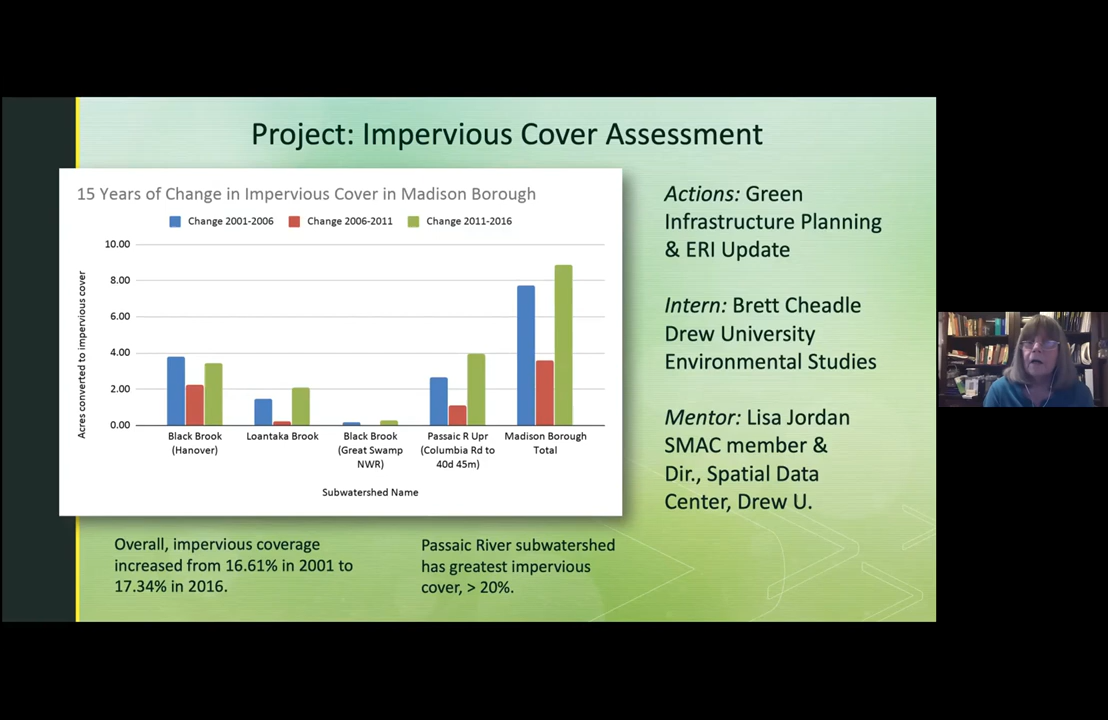 Project: Impervious Cover Assessment
15 Years of Change in Impervious Cover in Madison Borough
Change 2001-2006 Change 2006-2011 Change 2011-2016
Acres converted to impervious cover
10.00
8.00
6.00
4.00
2.00
0.00
Black Brook
(Hanover)
Loantaka Brook
Black Brook
(Great Swamp
NWR)
Passaic R Upr
(Columbia Rd to
40d 45m)
Madison Borough
Total
Subwatershed Name
Actions: Green
Infrastructure Planning
& ERI Update
Intern: Brett Cheadle
Drew University
Environmental Studies
Mentor: Lisa Jordan
SMAC member &
Dir., Spatial Data
Center, Drew U.
Overall, impervious coverage
increased from 16.61% in 2001 to
17.34% in 2016.
Passaic River subwatershed
has greatest impervious
cover, > 20%.